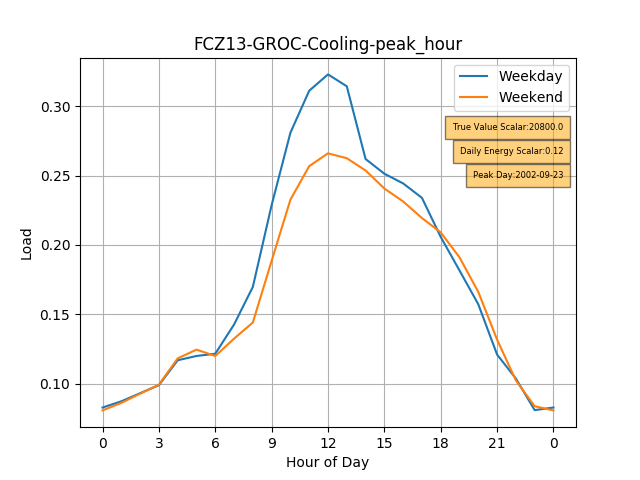 FCZ13-GROC-Cooling-peak_hour
Weekday
Weekend
True Value Scalar:20800.0
Daily Energy Scalar:0.12
Peak Day:2002-09-23
Load
0.30
0.25
0.20
0.15
0.10
0 3 6 9 12 15 18 21 0
Hour of Day